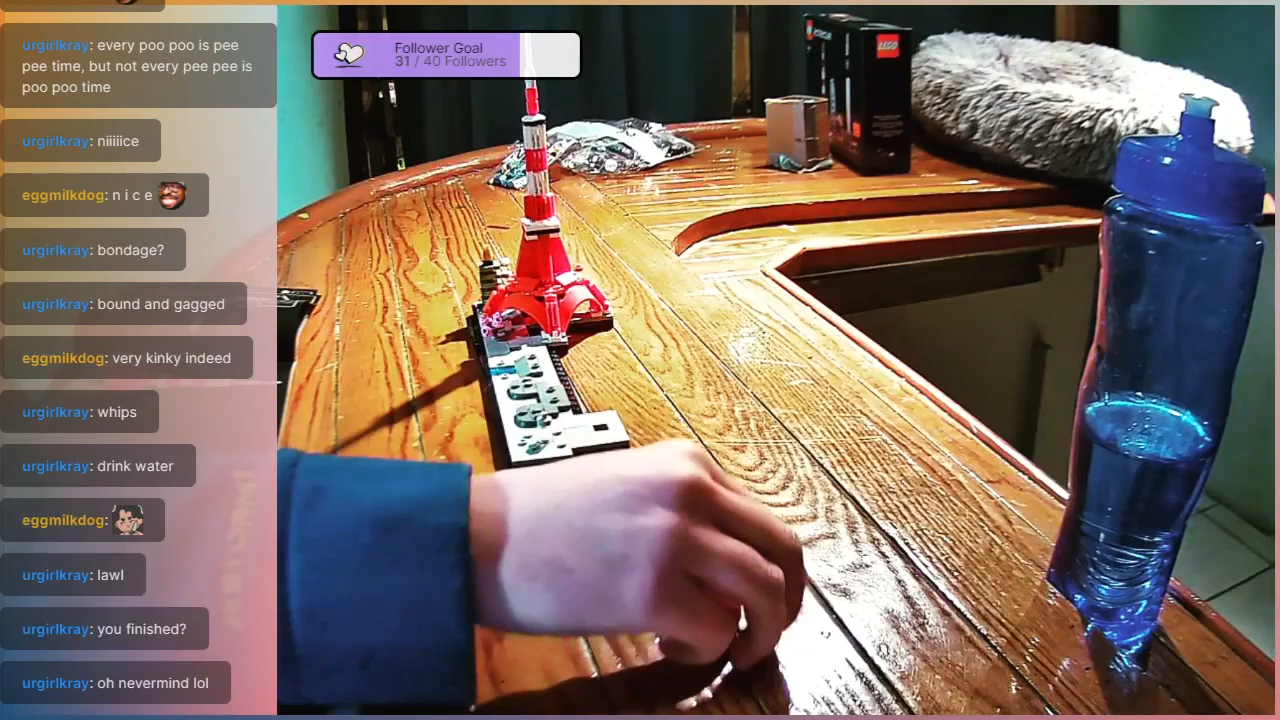 urgirlkray: every poo poo is pee
pee time, but not every pee pee is
poo poo time
urgirlkray: niiiice
eggmilkdog: n i c e
urgirlkray: bondage?
urgirlkray: bound and gagged
eggmilkdog: very kinky indeed
urgirlkray: whips
urgirlkray: drink water
eggmilkdog:
urgirlkray: lawl
urgirlkray: you finished?
urgirlkray: oh nevermind lol
Follower Goal
31 / 40 Followers
LEGO